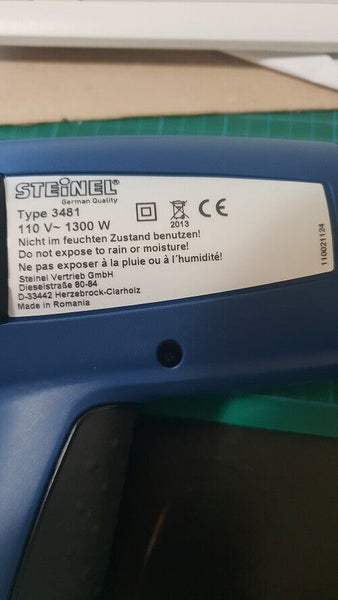 STEiNEL®
German Quality
Type 3481
110 V~ 1300 W
2013
CE
Nicht im feuchten Zustand benutzen!
Do not expose to rain or moisture!
Ne pas exposer à la pluie ou à l´humidité!
Steinel Vertrieb GmbH
Dieselstraße 80-84
D-33442 Herzebrock-Clarholz
Made in Romania
110021124